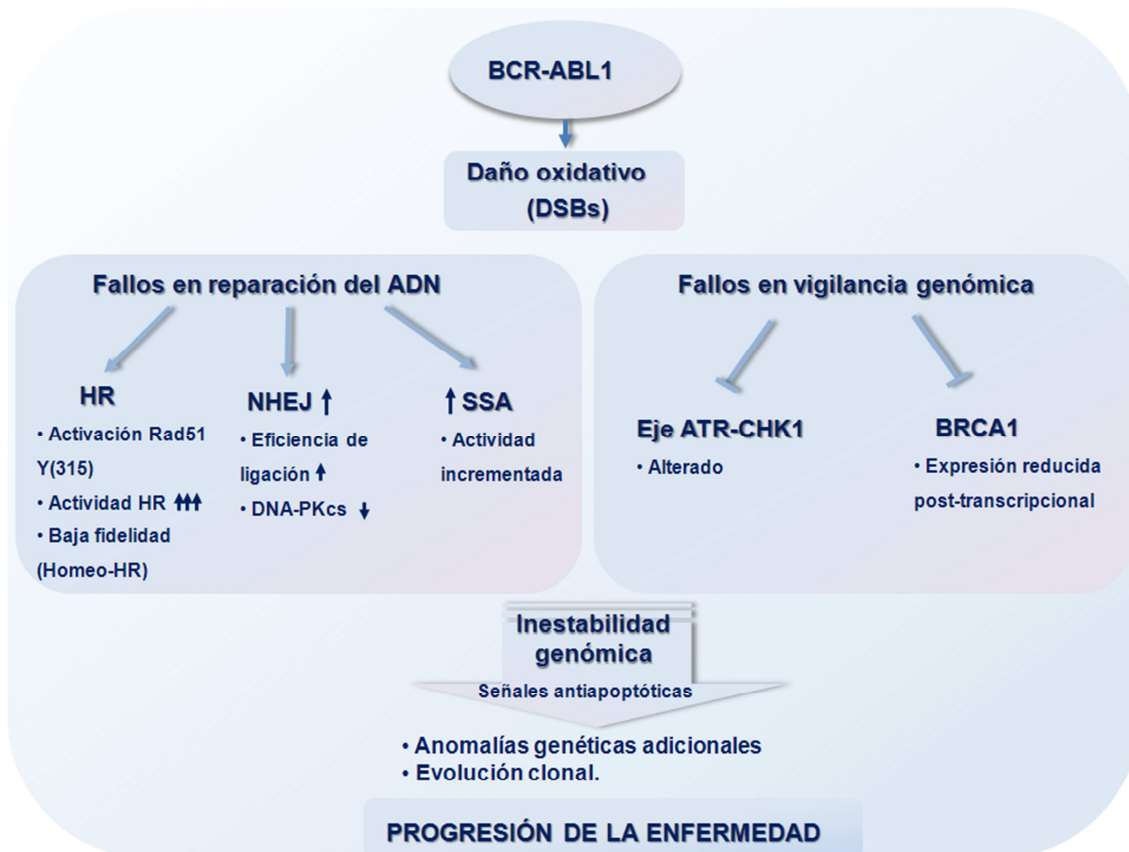 BCR-ABL1
Daño oxidativo
(DSBs)
Fallos en reparación del ADN
HR
• Activación Rad51
Y(315)
• Actividad HR ↑↑↑
• Baja fidelidad
(Homeo-HR)
NHEJ ↑
• Eficiencia de
ligación ↑
• DNA-PKcs ↓
↑ SSA
• Actividad
incrementada
Fallos en vigilancia genómica
Eje ATR-CHK1
• Alterado
BRCA1
• Expresión reducida
post-transcripcional
Inestabilidad
genómica
Señales antiapoptóticas
• Anomalías genéticas adicionales
• Evolución clonal.
PROGRESIÓN DE LA ENFERMEDAD